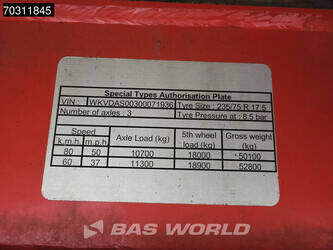 70311845
Special Types Authorisation Plate
VIN : WKVDAS00300071936 Tyre Size : 235/75 R 17.5
Number of axles : 3 Tyre Pressure at : 8.5 bar
Speed Axle Load (kg) 5th wheel load (kg) Gross weight (kg)
k.m.h. m.p.h.
80 50 10700 18000 50100
60 37 11300 18900 52800
BAS WORLD